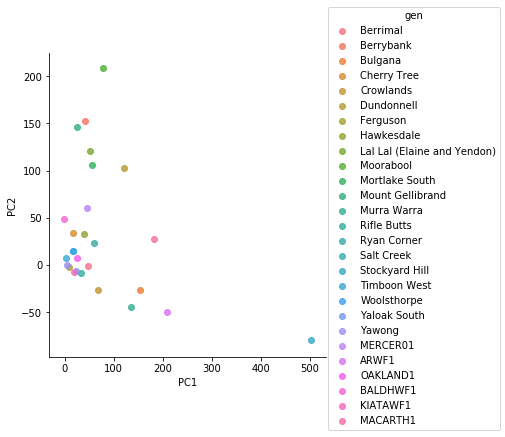 gen
Berrimal
Berrybank
Bulgana
Cherry Tree
Crowlands
Dundonnell
Ferguson
Hawkesdale
Lal Lal (Elaine and Yendon)
Moorabool
Mortlake South
Mount Gellibrand
Murra Warra
Rifle Butts
Ryan Corner
Salt Creek
Stockyard Hill
Timboon West
Woolsthorpe
Yaloak South
Yawong
MERCER01
ARWF1
OAKLAND1
BALDHWF1
KIATAWF1
MACARTH1
PC2
200
150
100
50
0
−50
0 100 200 300 400 500
PC1